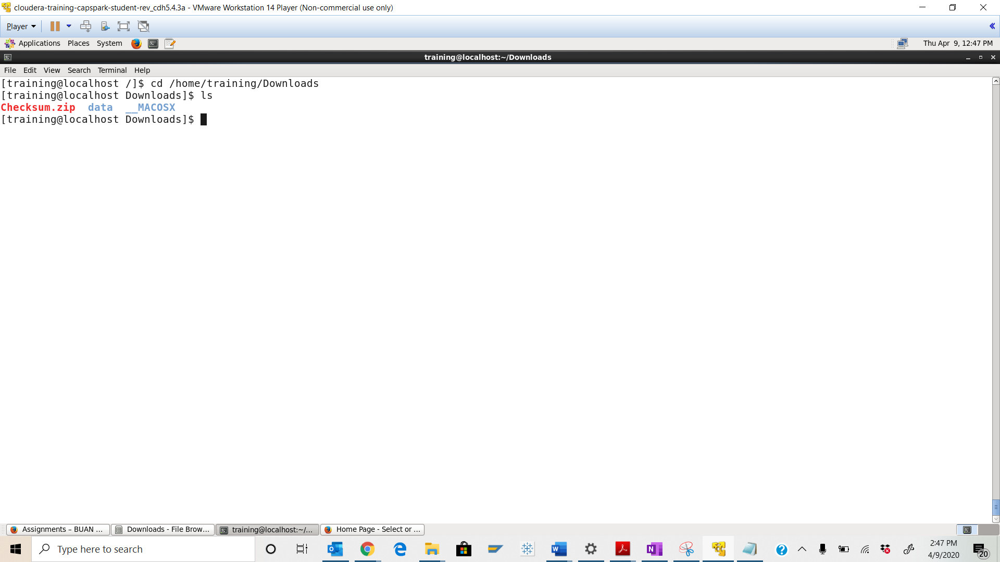 cloudera-training-capspark-student-rev_cdh5.4.3a - VMware Workstation 14 Player (Non-commercial use only)
Player
Applications Places System Thu Apr 9, 12:47 PM
training@localhost:~/Downloads
File Edit View Search Terminal Help
[training@localhost /]$ cd /home/training/Downloads
[training@localhost Downloads]$ ls
Checksum.zip data __MACOSX
[training@localhost Downloads]$
Assignments – BUAN ... Downloads - File Brow... training@localhost:~/... Home Page - Select or ...
Type here to search
2:47 PM
4/9/2020
20